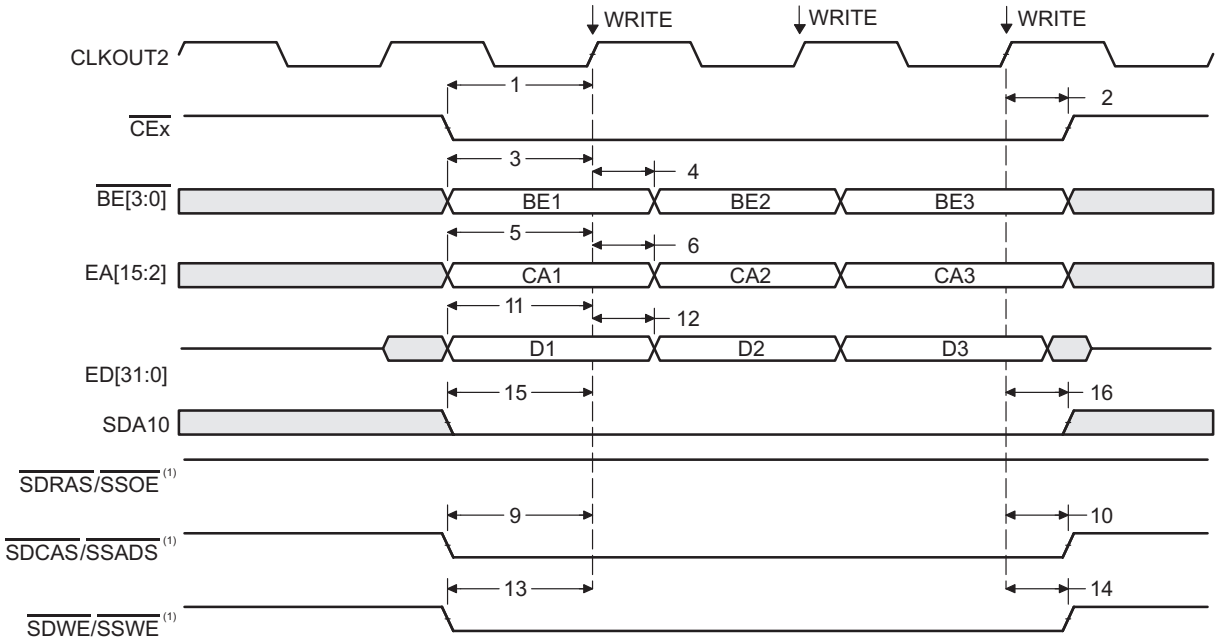 WRITE WRITE WRITE
CLKOUT2
1 2
CEx
3 4
BE[3:0] BE1 BE2 BE3
5 6
EA[15:2] CA1 CA2 CA3
11 12
D1 D2 D3
ED[31:0]
15 16
SDA10
SDRAS/SSOE (1)
9 10
SDCAS/SSADS (1)
13 14
SDWE/SSWE (1)